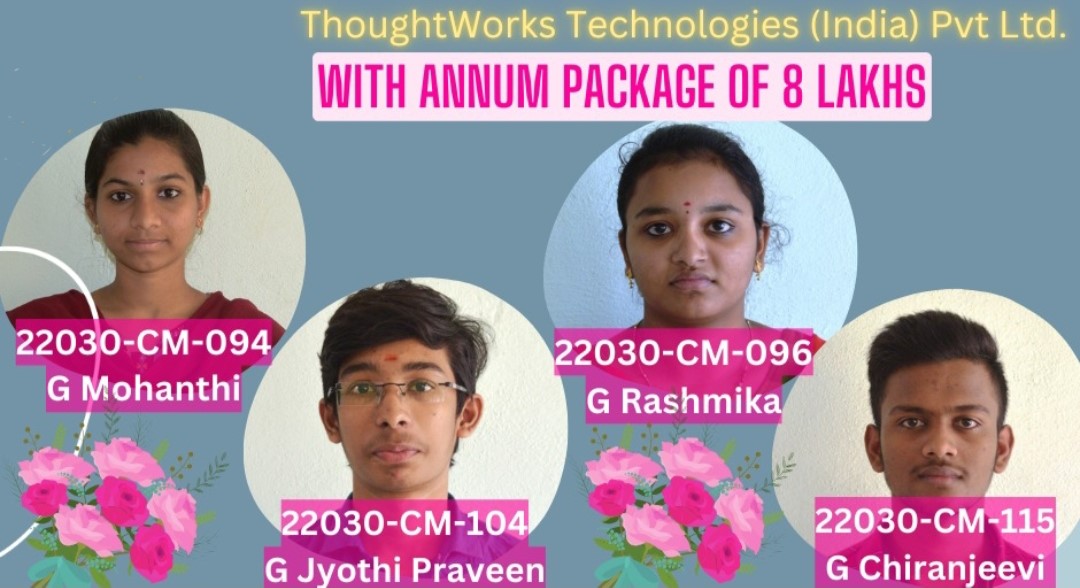 ThoughtWorks Technologies (India) Pvt Ltd.
WITH ANNUM PACKAGE OF 8 LAKHS
22030-CM-094
G Mohanthi
22030-CM-096
G Rashmika
22030-CM-104
G Jyothi Praveen
22030-CM-115
G Chiranjeevi